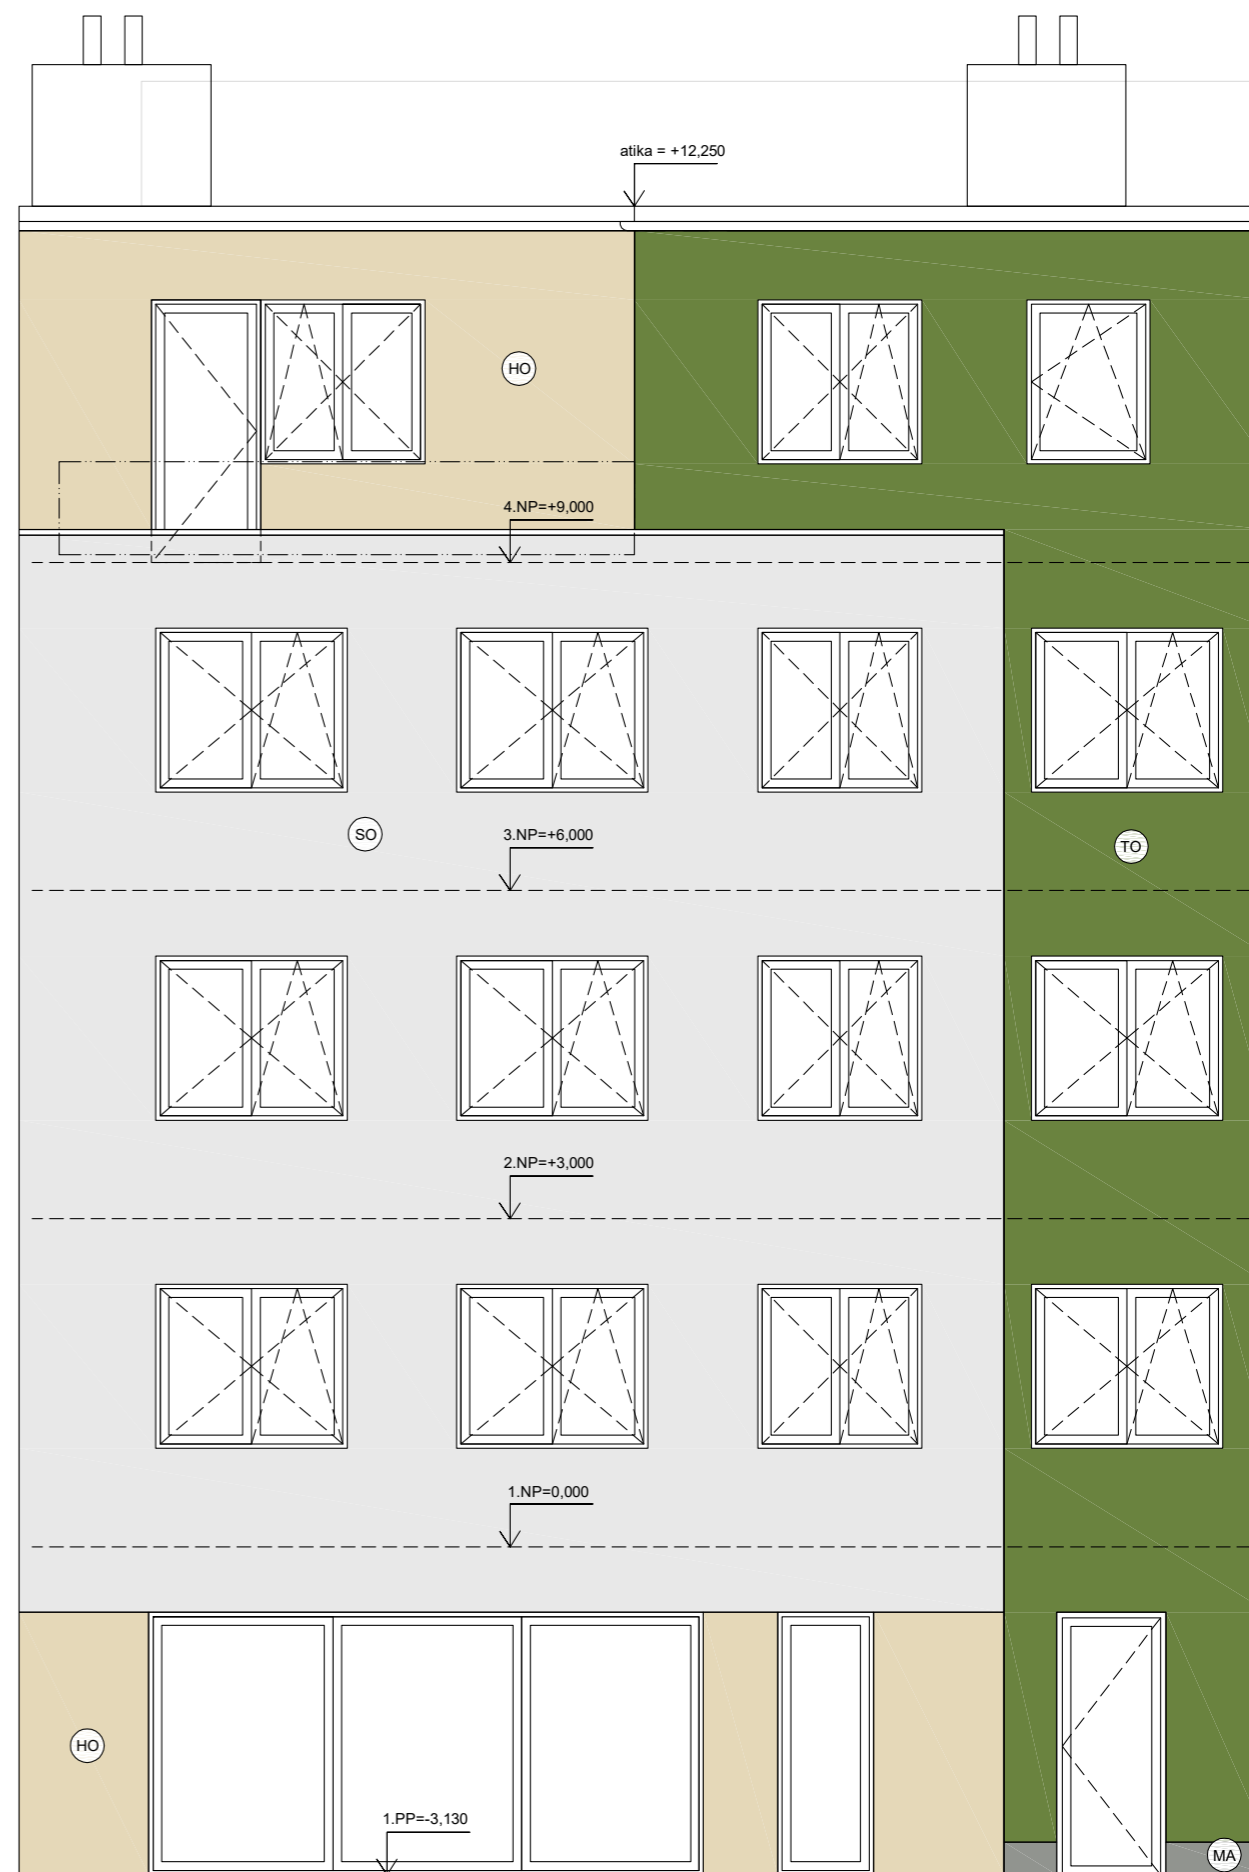 atika = +12,250
HO
4.NP=+9,000
SO
3.NP=+6,000
TO
2.NP=+3,000
1.NP=0,000
HO
1.PP=-3,130
MA